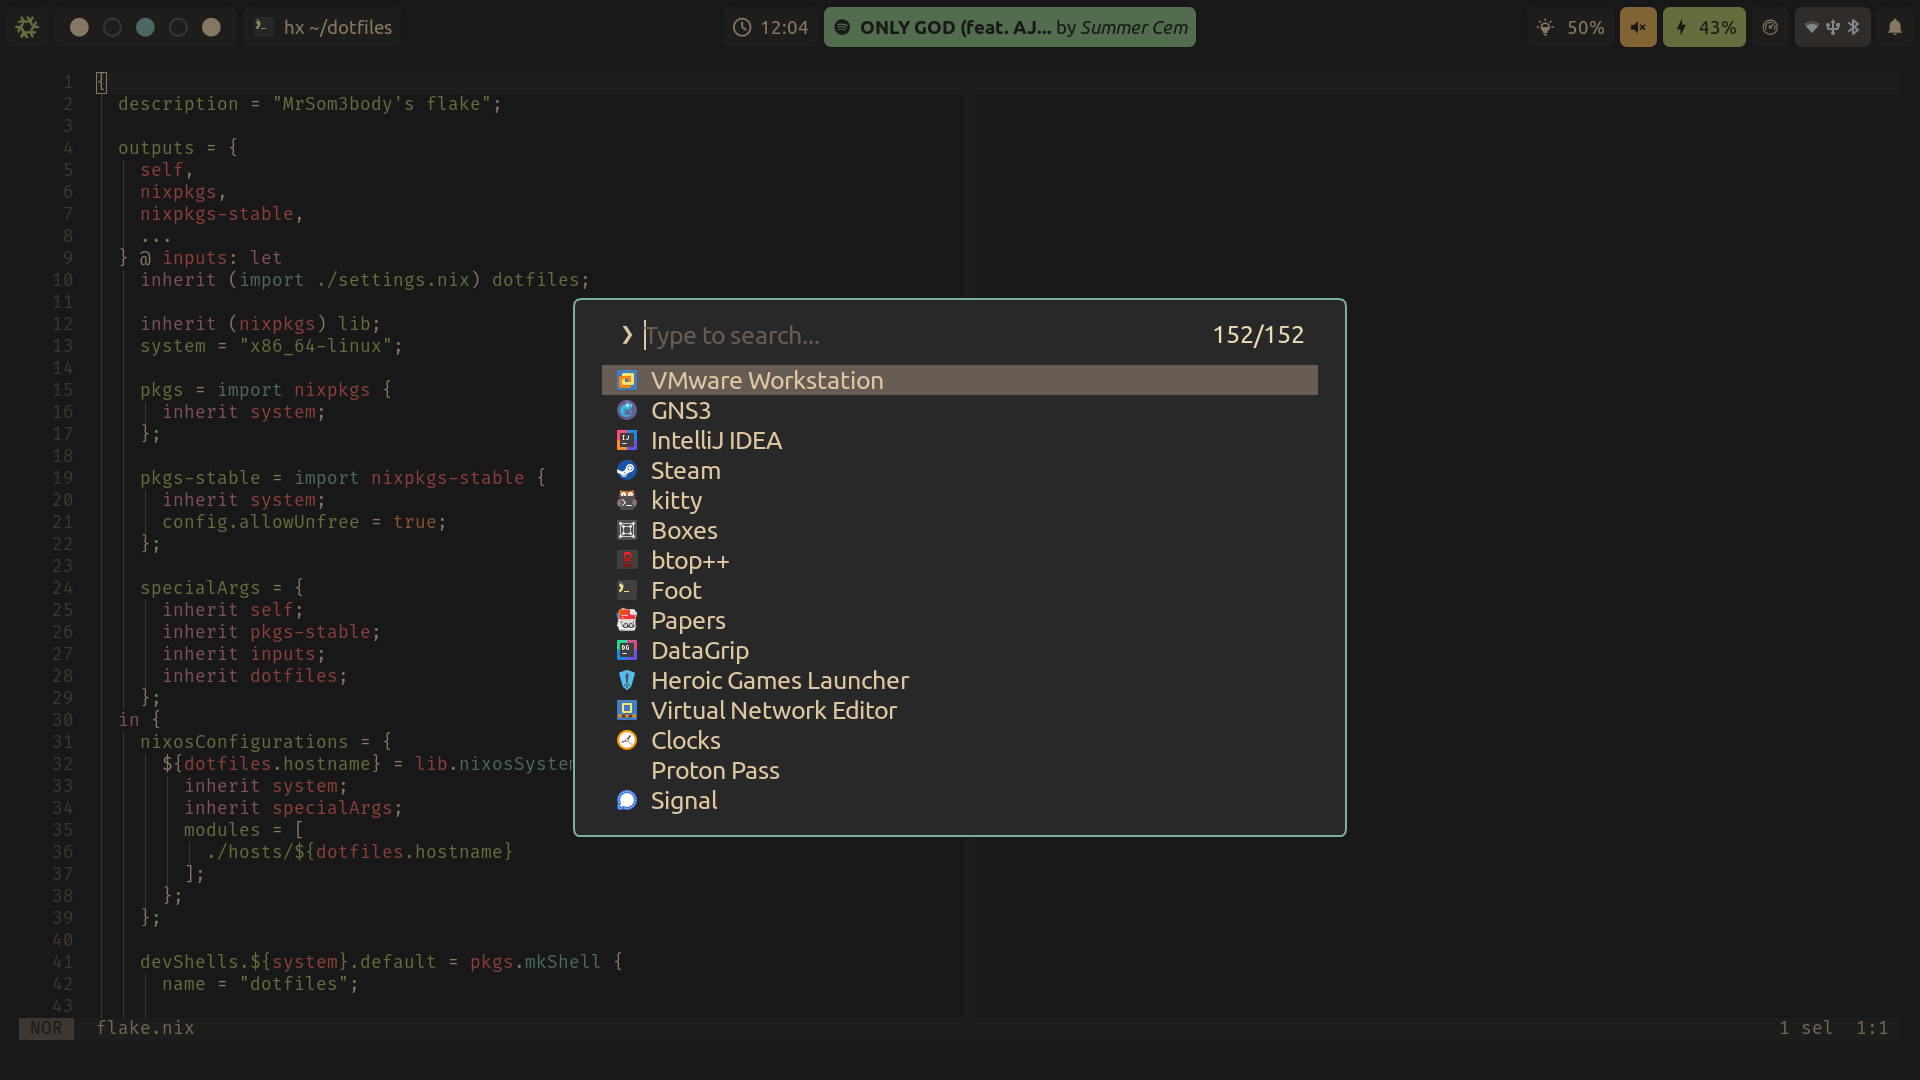 hx ~/dotfiles
12:04
ONLY GOD (feat. AJ... by Summer Cem
50%
43%
1 {
2 description = "MrSom3body's flake";
3
4 outputs = {
5 self,
6 nixpkgs,
7 nixpkgs-stable,
8 ...
9 } @ inputs: let
10 inherit (import ./settings.nix) dotfiles;
11
12 inherit (nixpkgs) lib;
13 system = "x86_64-linux";
14
15 pkgs = import nixpkgs {
16 inherit system;
17 };
18
19 pkgs-stable = import nixpkgs-stable {
20 inherit system;
21 config.allowUnfree = true;
22 };
23
24 specialArgs = {
25 inherit self;
26 inherit pkgs-stable;
27 inherit inputs;
28 inherit dotfiles;
29 };
30 in {
31 nixosConfigurations = {
32 ${dotfiles.hostname} = lib.nixosSystem
33 inherit system;
34 inherit specialArgs;
35 modules = [
36 ./hosts/${dotfiles.hostname}
37 ];
38 };
39 };
40
41 devShells.${system}.default = pkgs.mkShell {
42 name = "dotfiles";
43
NOR flake.nix 1 sel 1:1
❯ Type to search... 152/152
VMware Workstation
GNS3
IntelliJ IDEA
Steam
kitty
Boxes
btop++
Foot
Papers
DataGrip
Heroic Games Launcher
Virtual Network Editor
Clocks
Proton Pass
Signal